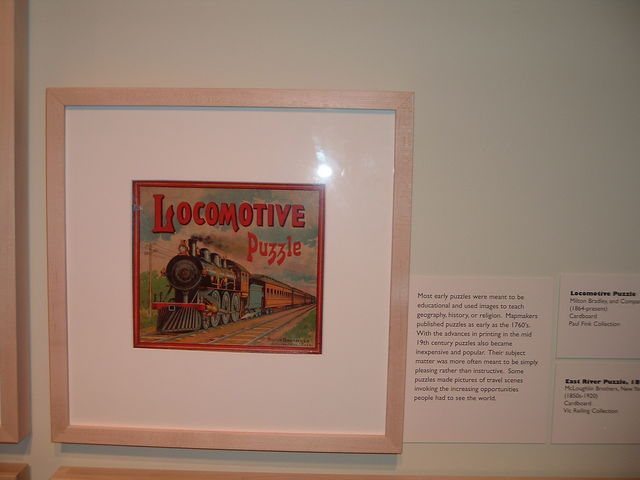 LOCOMOTIVE
Puzzle
Most early puzzles were meant to be
educational and used images to teach
geography, history, or religion. Mapmakers
published puzzles as early as the 1760's.
With the advances in printing in the mid
19th century puzzles also became
inexpensive and popular. Their subject
matter was more often meant to be simply
pleasing rather than instructive. Some
puzzles made pictures of travel scenes
invoking the increasing opportunities
people had to see the world.
Locomotive Puzzle
Milton Bradley, and Compa
(1864-present)
Cardboard
Paul Fink Collection
East River Puzzle, 18
McLoughlin Brothers, New
(1850s-1920)
Cardboard
Vic Reiling Collection